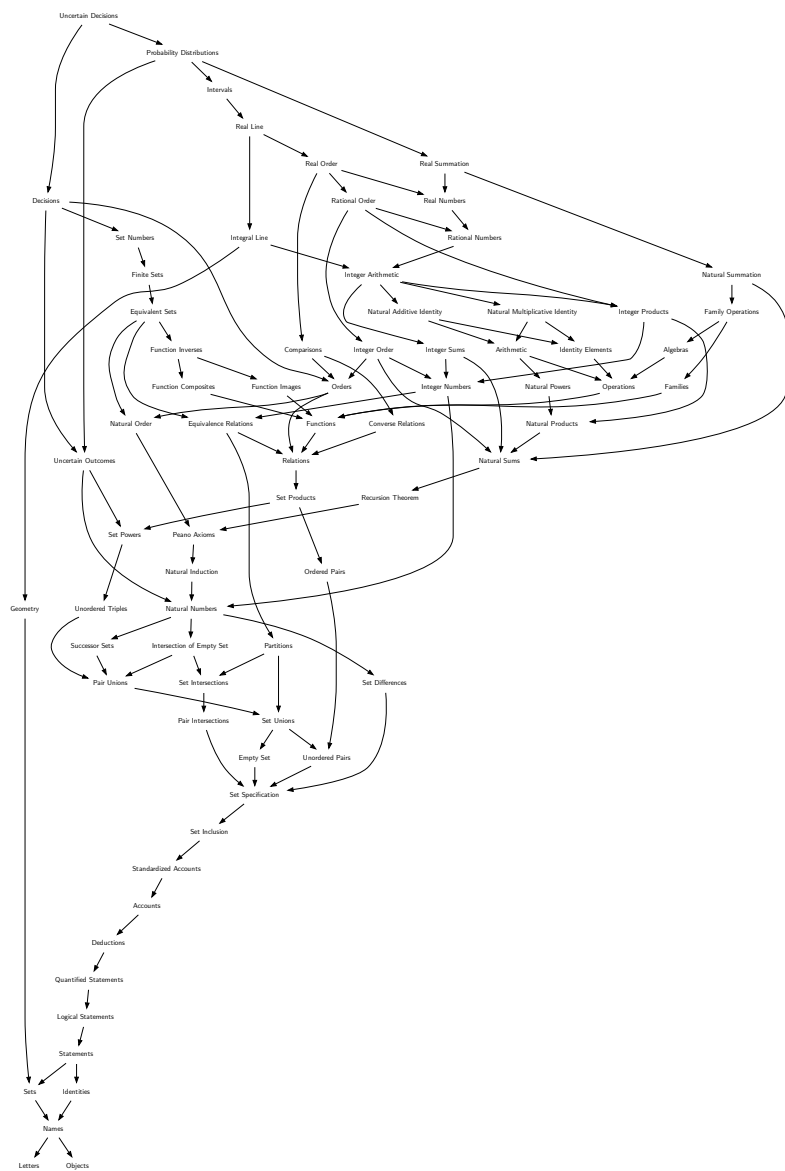 Uncertain Decisions
Probability Distributions
Intervals
Real Line
Real Order
Real Summation
Decisions
Rational Order
Real Numbers
Set Numbers
Integral Line
Rational Numbers
Finite Sets
Integer Arithmetic
Natural Summation
Equivalent Sets
Natural Additive Identity
Natural Multiplicative Identity
Integer Products
Family Operations
Function Inverses
Comparisons
Integer Order
Integer Sums
Arithmetic
Identity Elements
Algebras
Function Composites
Function Images
Orders
Integer Numbers
Natural Powers
Operations
Families
Natural Order
Equivalence Relations
Functions
Converse Relations
Natural Products
Uncertain Outcomes
Relations
Natural Sums
Set Products
Recursion Theorem
Set Powers
Peano Axioms
Natural Induction
Ordered Pairs
Geometry
Unordered Triples
Natural Numbers
Successor Sets
Intersection of Empty Set
Partitions
Pair Unions
Set Intersections
Set Differences
Pair Intersections
Set Unions
Empty Set
Unordered Pairs
Set Specification
Set Inclusion
Standardized Accounts
Accounts
Deductions
Quantified Statements
Logical Statements
Statements
Sets
Identities
Names
Letters
Objects